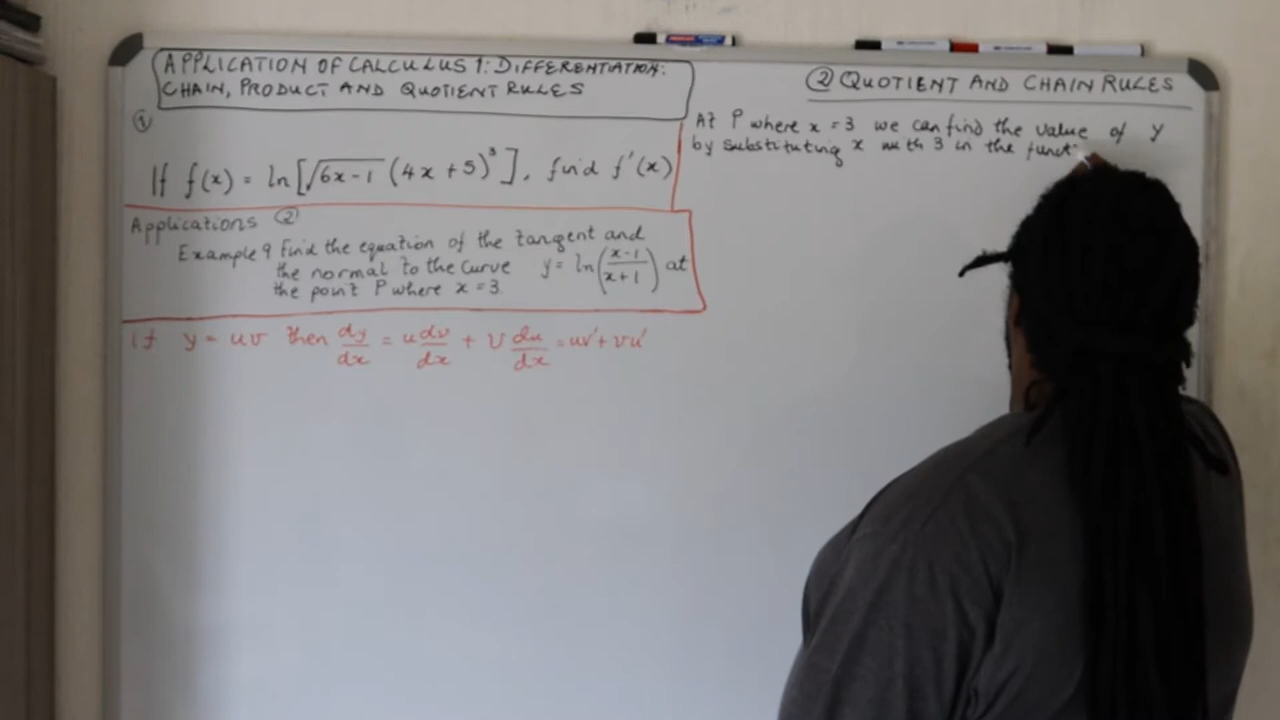 APPLICATION OF CALCULUS 1: DIFFERENTIATION:
CHAIN, PRODUCT AND QUOTIENT RULES
①
If f(x) = ln[√6x-1 (4x+5)³], find f'(x)
Applications ②
Example 9 Find the equation of the tangent and
the normal to the curve y = ln(x-1/x+1) at
the point P where x = 3.
If y = uv then dy/dx = u dv/dx + v du/dx = uv' + vu'
② QUOTIENT AND CHAIN RULES
At P where x = 3 we can find the value of y
by substituting x with 3 in the funct